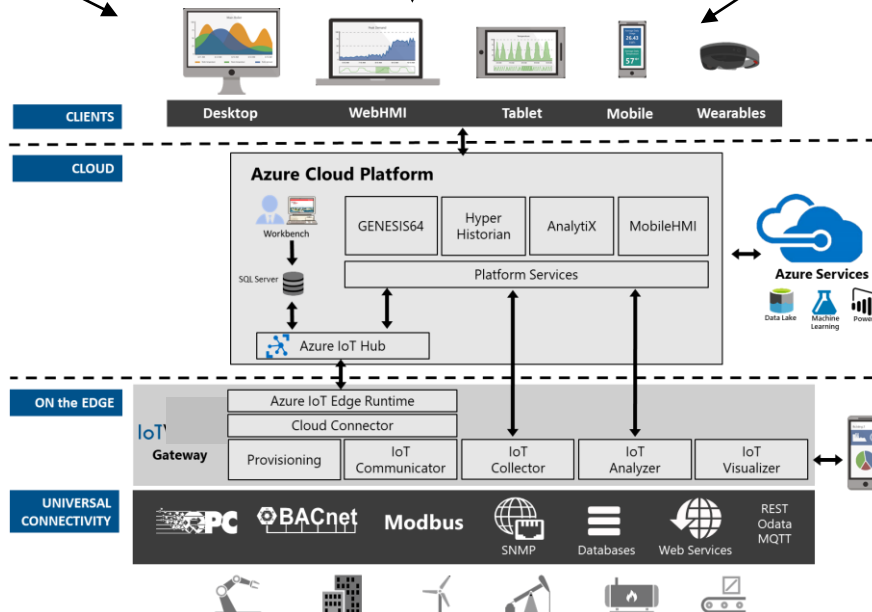 Desktop
WebHMI
Tablet
Mobile
Wearables
CLIENTS
CLOUD
Azure Cloud Platform
Workbench
GENESIS64
Hyper
Historian
AnalytiX
MobileHMI
SQL Server
Platform Services
Azure IoT Hub
Azure Services
Data Lake
Machine
Learning
Power
ON the EDGE
IoT
Gateway
Azure IoT Edge Runtime
Cloud Connector
Provisioning
IoT
Communicator
IoT
Collector
IoT
Analyzer
IoT
Visualizer
UNIVERSAL
CONNECTIVITY
OPC
BACnet
Modbus
SNMP
Databases
Web Services
REST
Odata
MQTT